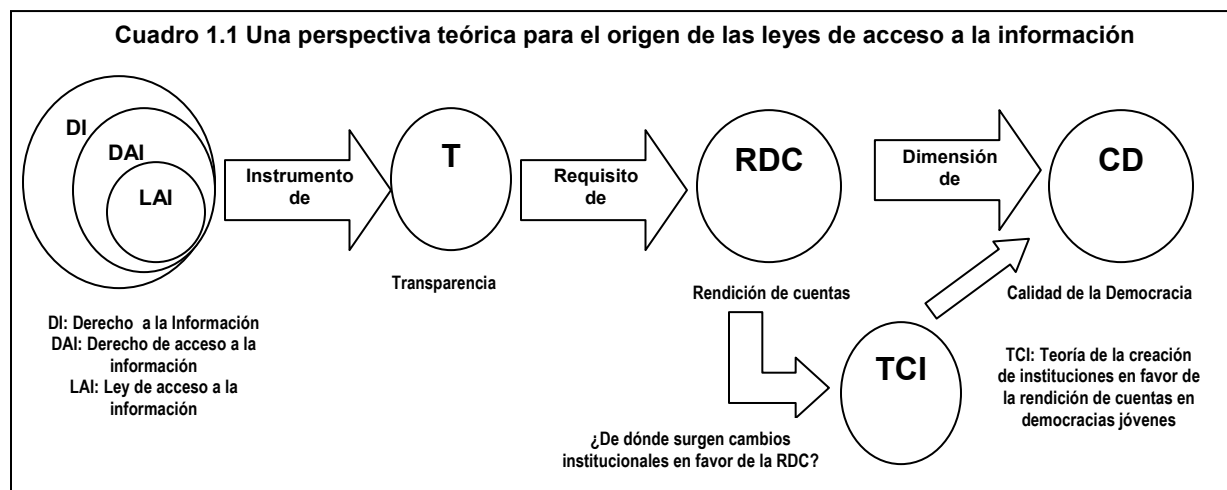 Cuadro 1.1 Una perspectiva teórica para el origen de las leyes de acceso a la información
DI
DAI
LAI
Instrumento
de
T
Requisito
de
RDC
Dimensión
de
CD
Transparencia
Rendición de cuentas
Calidad de la Democracia
DI: Derecho a la Información
DAI: Derecho de acceso a la
información
LAI: Ley de acceso a la
información
TCI
TCI: Teoría de la creación
de instituciones en favor de
la rendición de cuentas en
democracias jóvenes
¿De dónde surgen cambios
institucionales en favor de la RDC?